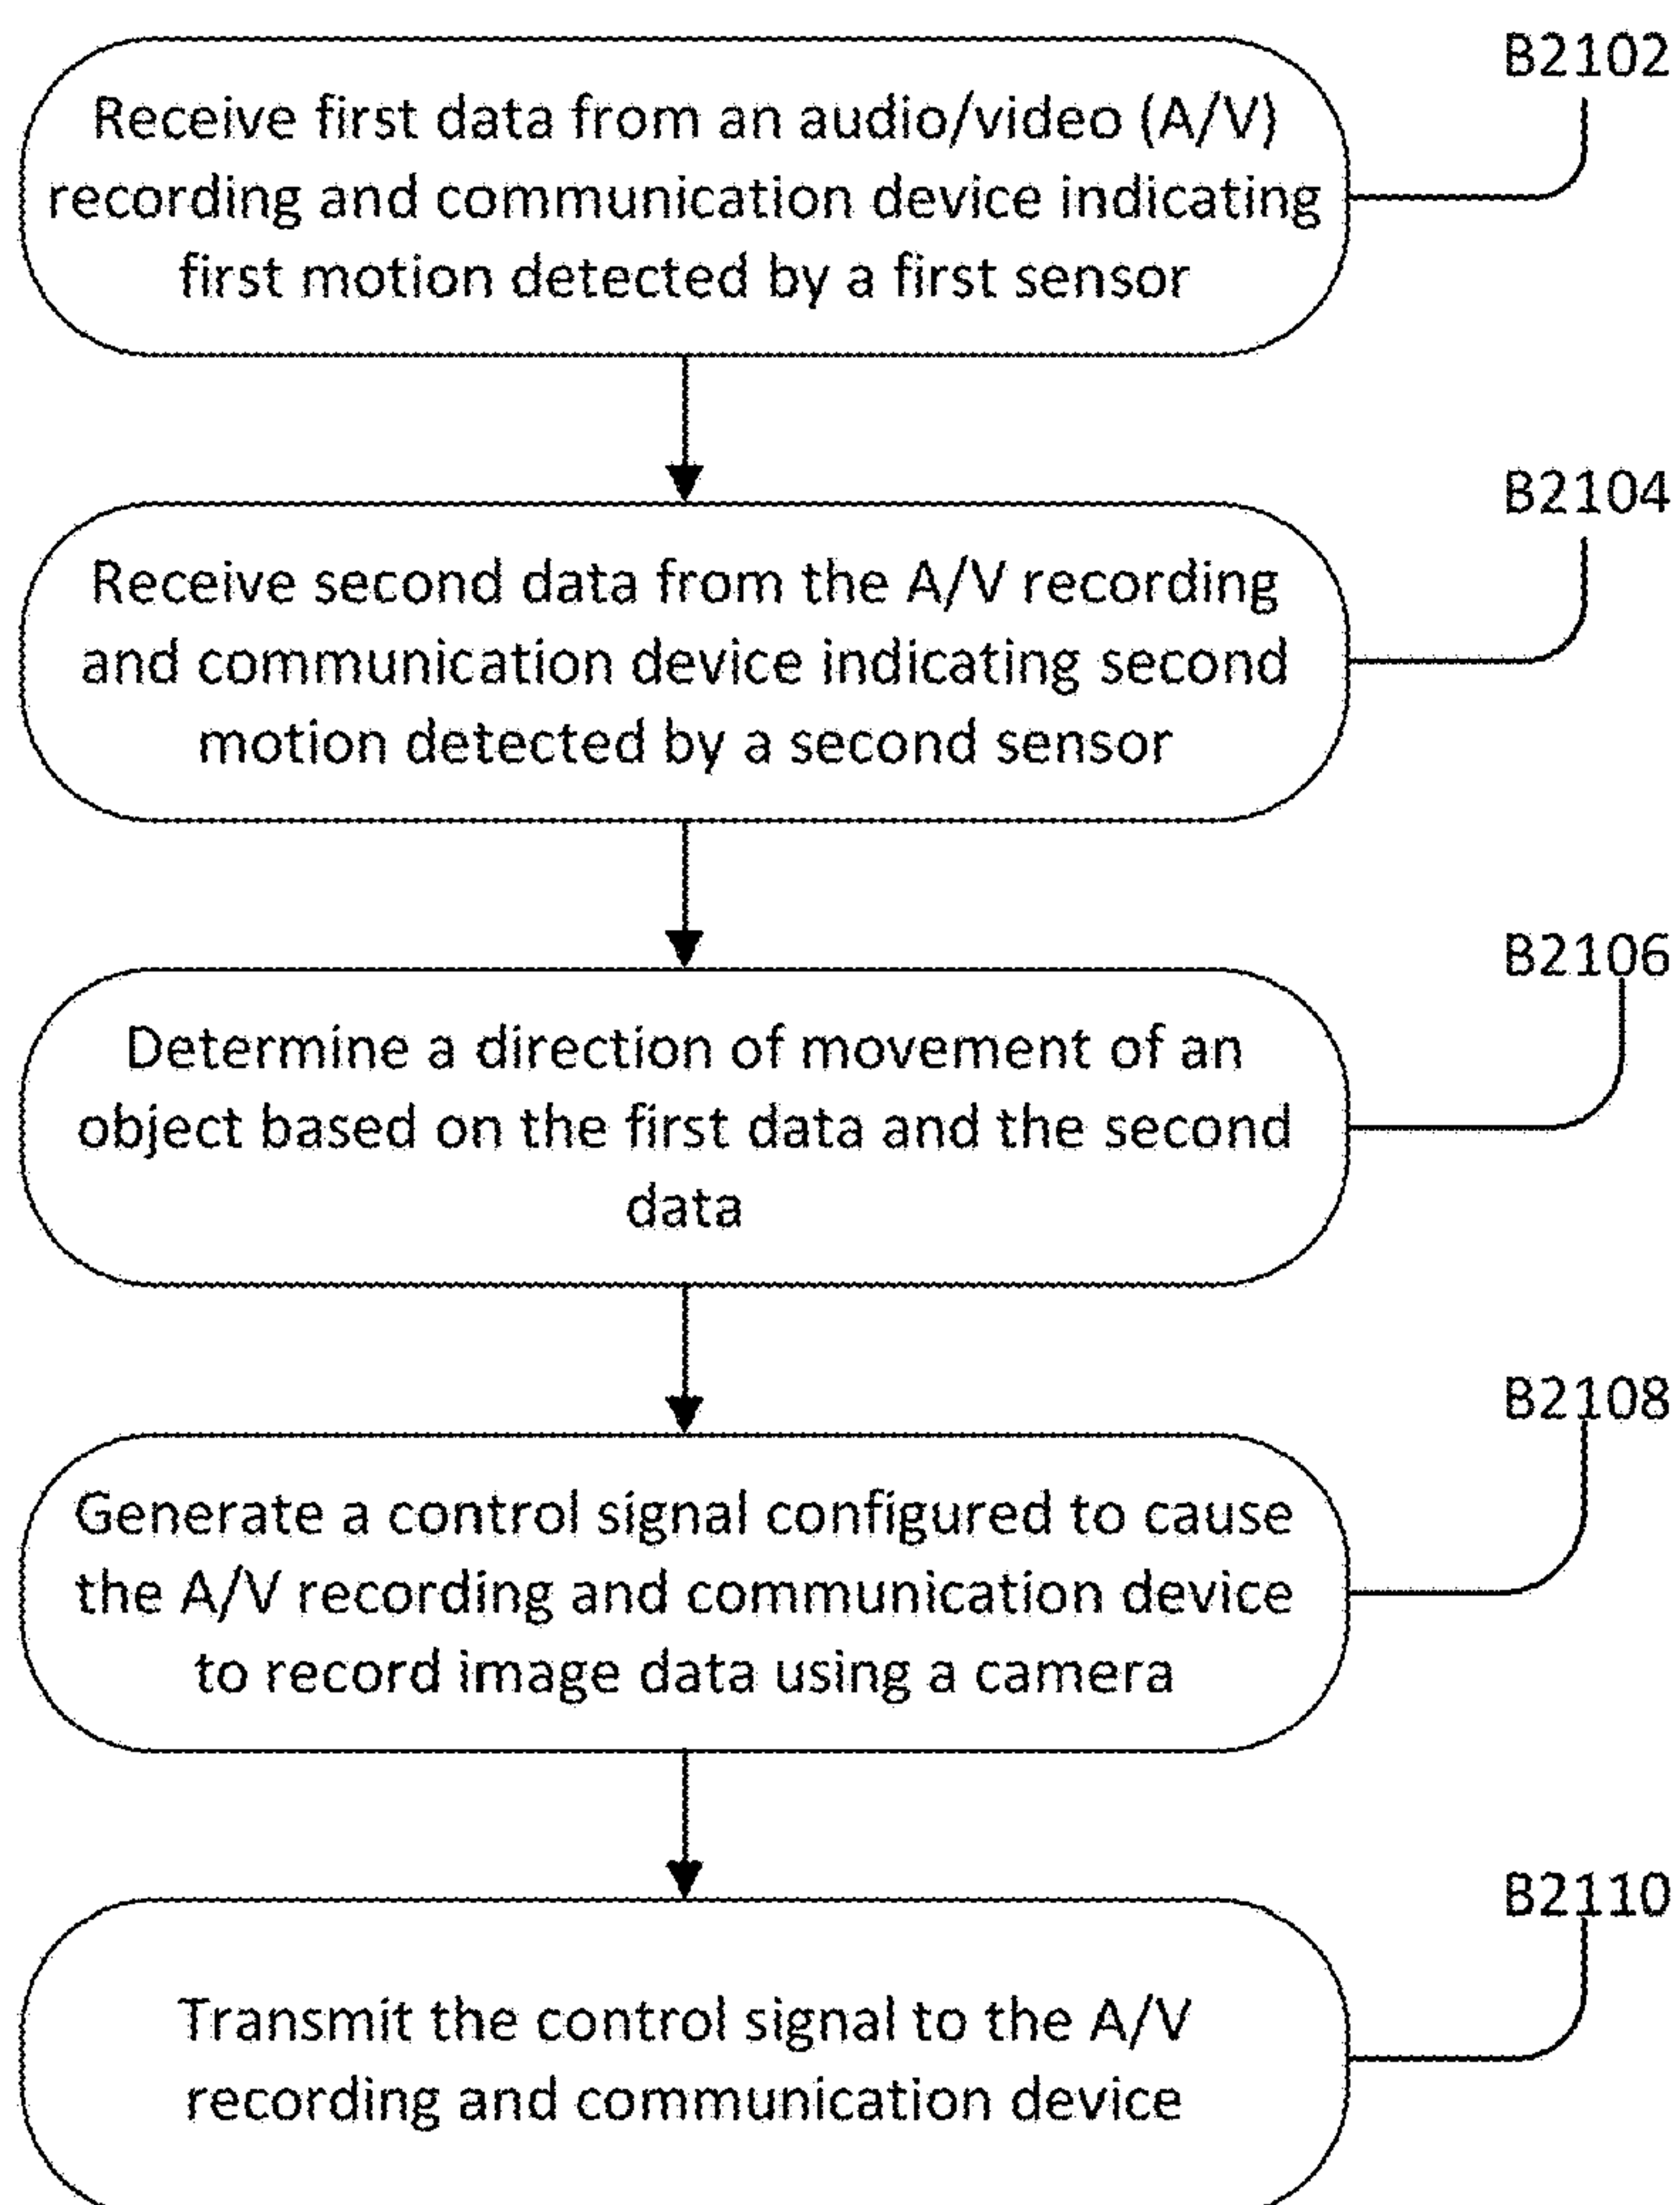 B2102
Receive first data from an audio/video (A/V)
recording and communication device indicating
first motion detected by a first sensor
B2104
Receive second data from the A/V recording
and communication device indicating second
motion detected by a second sensor
B2106
Determine a direction of movement of an
object based on the first data and the second
data
B2108
Generate a control signal configured to cause
the A/V recording and communication device
to record image data using a camera
B2110
Transmit the control signal to the A/V
recording and communication device